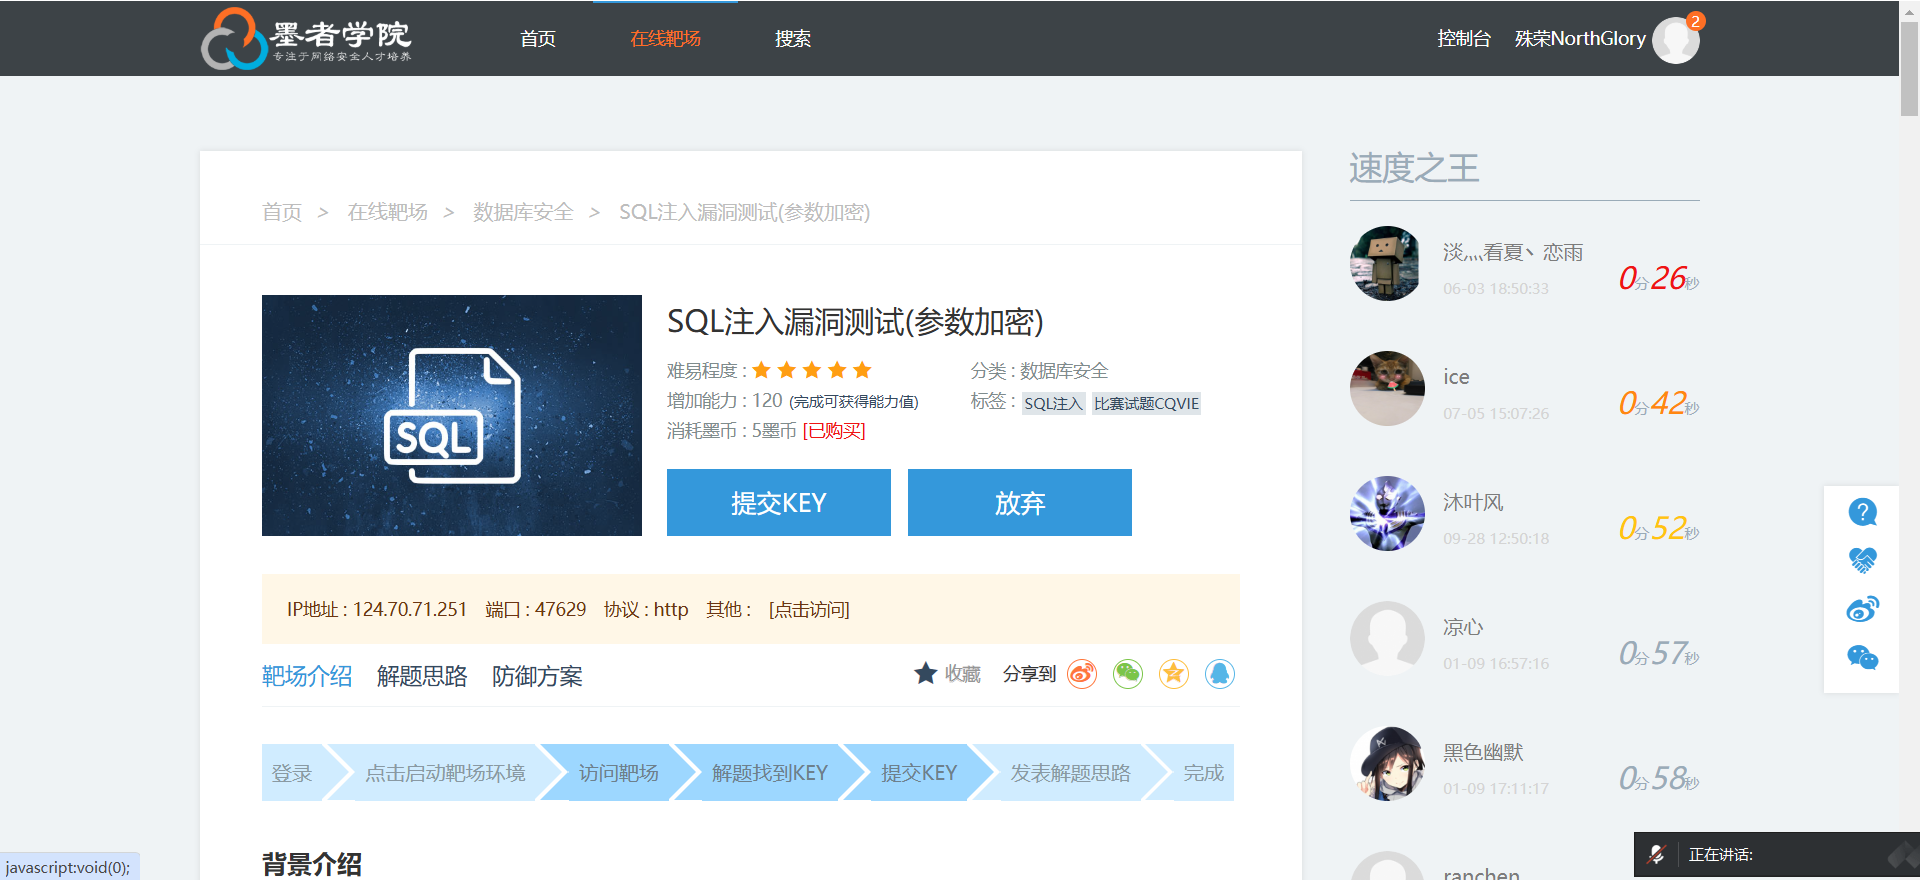 墨者学院
专注于网络安全人才培养
首页
在线靶场
搜索
控制台
殊荣NorthGlory
2
首页 > 在线靶场 > 数据库安全 > SQL注入漏洞测试(参数加密)
SQL
SQL注入漏洞测试(参数加密)
难易程度 :
分类 : 数据库安全
增加能力 : 120 (完成可获得能力值)
标签 : SQL注入 比赛试题CQVIE
消耗墨币 : 5墨币 [已购买]
提交KEY
放弃
IP地址 : 124.70.71.251 端口 : 47629 协议 : http 其他 : [点击访问]
靶场介绍
解题思路
防御方案
收藏
分享到
登录
点击启动靶场环境
访问靶场
解题找到KEY
提交KEY
发表解题思路
完成
背景介绍
速度之王
淡灬看夏丶恋雨
06-03 18:50:33
0分26秒
ice
07-05 15:07:26
0分42秒
沐叶风
09-28 12:50:18
0分52秒
凉心
01-09 16:57:16
0分57秒
黑色幽默
01-09 17:11:17
0分58秒
ranchen
正在讲话:
javascript:void(0);